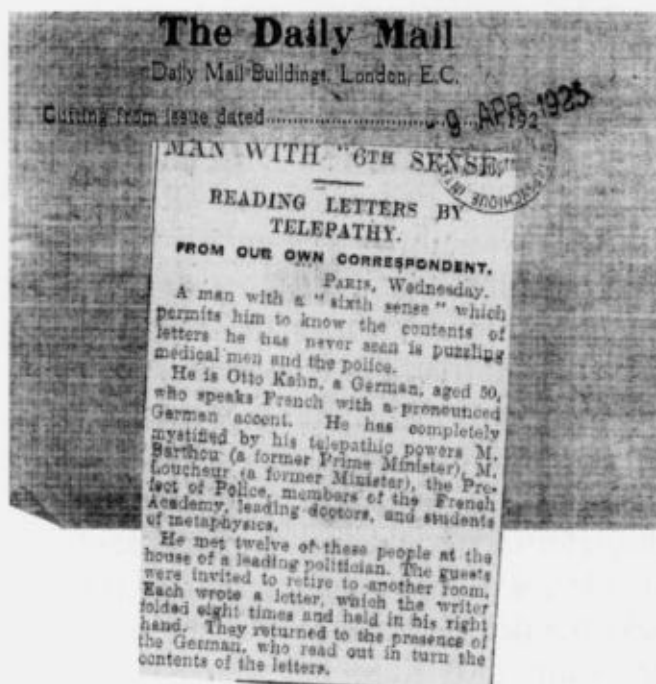 The Daily Mail
Daily Mail Buildings, London, E.C.
Cutting from issue dated 192
9 APR 1925
MAN WITH "6TH SENSE."
READING LETTERS BY
TELEPATHY.
FROM OUR OWN CORRESPONDENT.
PARIS, Wednesday.
A man with a "sixth sense" which
permits him to know the contents of
letters he has never seen is puzzling
medical men and the police.
He is Otto Kahn, a German, aged 50,
who speaks French with a pronounced
German accent. He has completely
mystified by his telepathic powers M.
Barthou (a former Prime Minister), M.
Loucheur (a former Minister), the Pre-
fect of Police, members of the French
Academy, leading doctors, and students
of metaphysics.
He met twelve of these people at the
house of a leading politician. The guests
were invited to retire to another room.
Each wrote a letter, which the writer
folded eight times and held in his right
hand. They returned to the presence of
the German, who read out in turn the
contents of the letters.